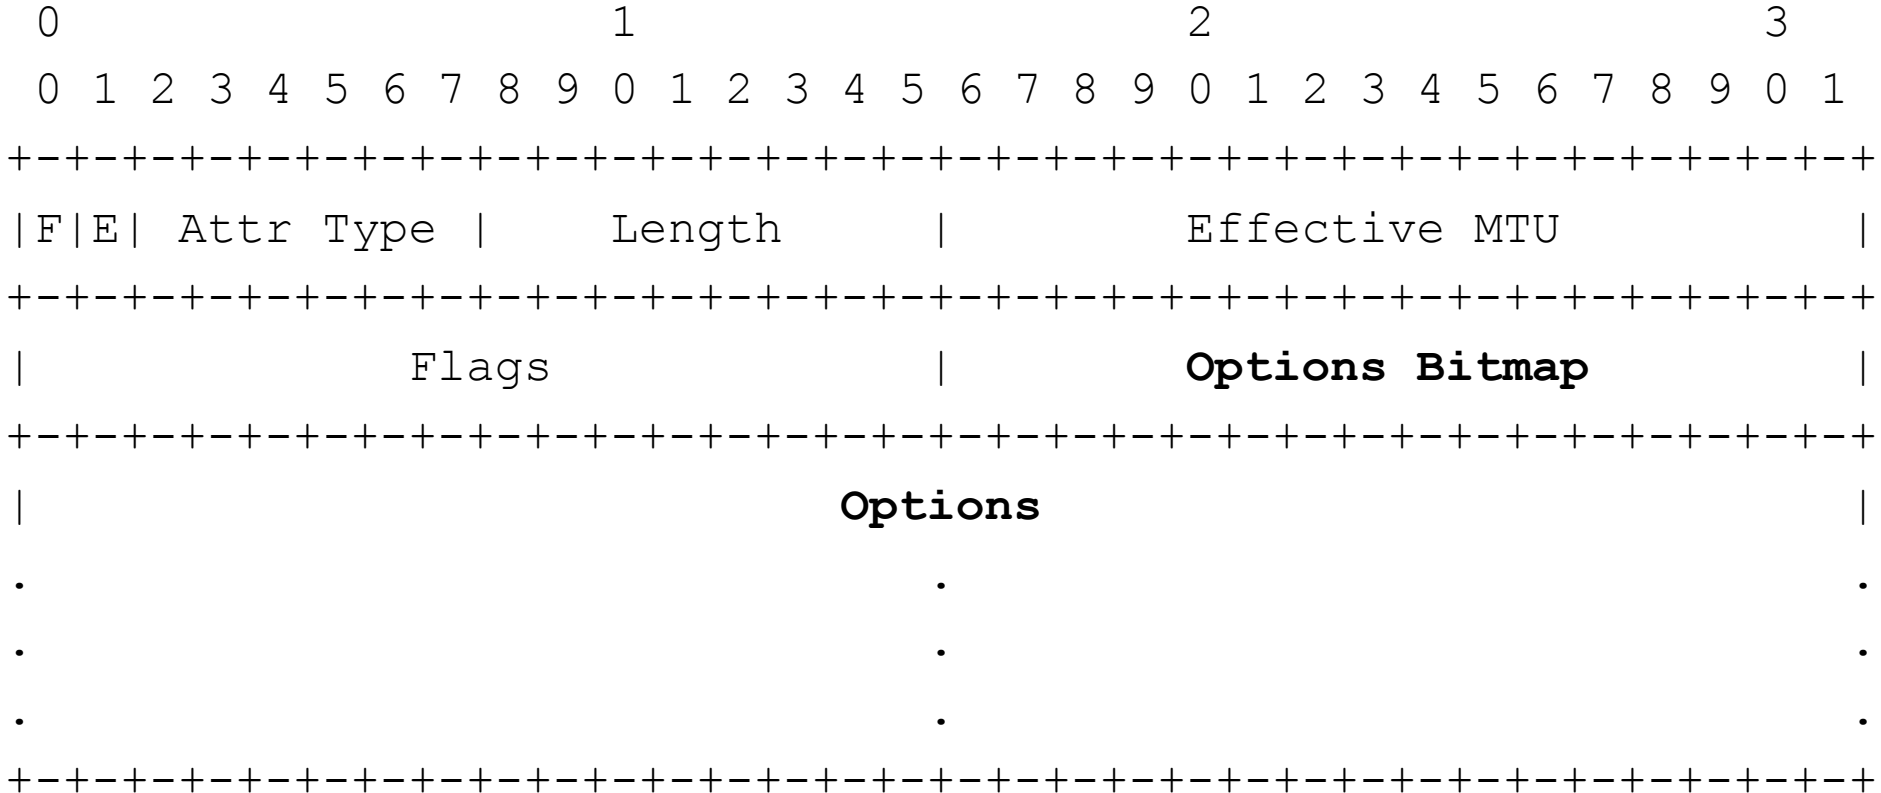 0                   1                   2                   3
 0 1 2 3 4 5 6 7 8 9 0 1 2 3 4 5 6 7 8 9 0 1 2 3 4 5 6 7 8 9 0 1
+-+-+-+-+-+-+-+-+-+-+-+-+-+-+-+-+-+-+-+-+-+-+-+-+-+-+-+-+-+-+-+-+
|F|E| Attr Type |    Length     |        Effective MTU          |
+-+-+-+-+-+-+-+-+-+-+-+-+-+-+-+-+-+-+-+-+-+-+-+-+-+-+-+-+-+-+-+-+
|             Flags             |        Options Bitmap         |
+-+-+-+-+-+-+-+-+-+-+-+-+-+-+-+-+-+-+-+-+-+-+-+-+-+-+-+-+-+-+-+-+
|                            Options                            |
.                               .                               .
.                               .                               .
.                               .                               .
+-+-+-+-+-+-+-+-+-+-+-+-+-+-+-+-+-+-+-+-+-+-+-+-+-+-+-+-+-+-+-+-+